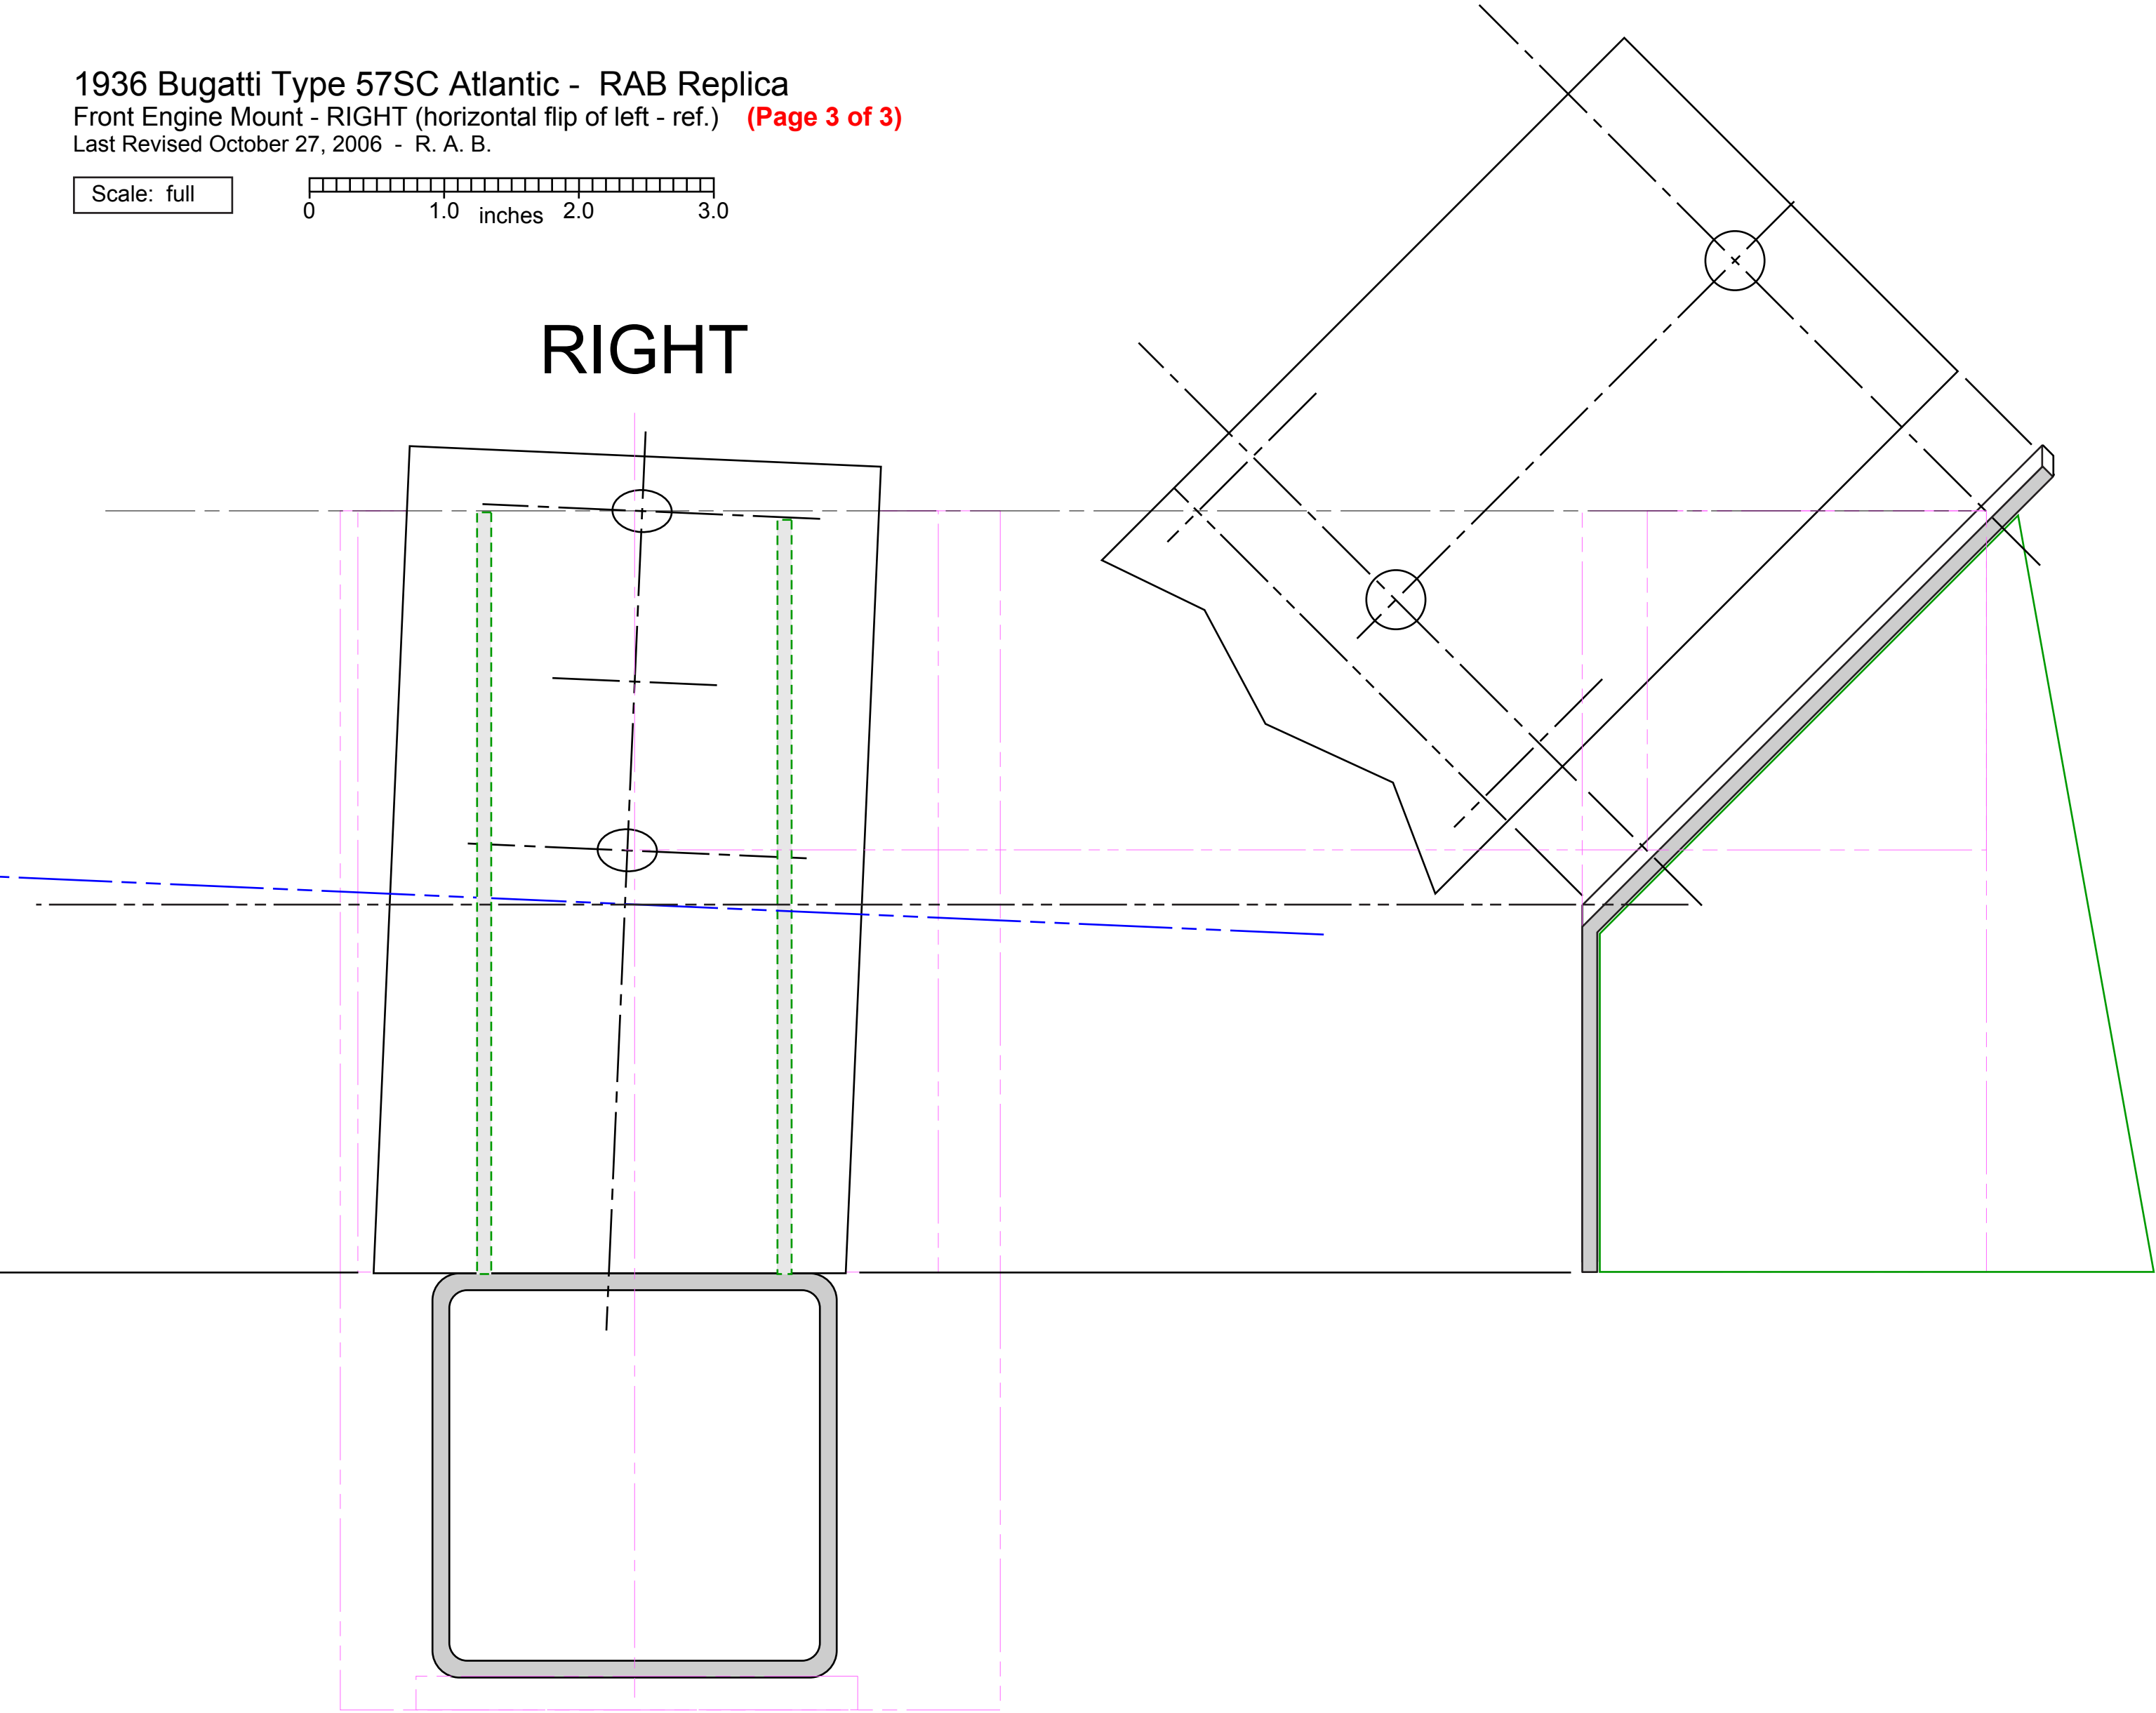 1936 Bugatti Type 57SC Atlantic -  RAB Replica
Front Engine Mount - RIGHT (horizontal flip of left - ref.)    (Page 3 of 3)
Last Revised October 27, 2006  -  R. A. B.
Scale:  full
0 1.0 inches 2.0 3.0
RIGHT